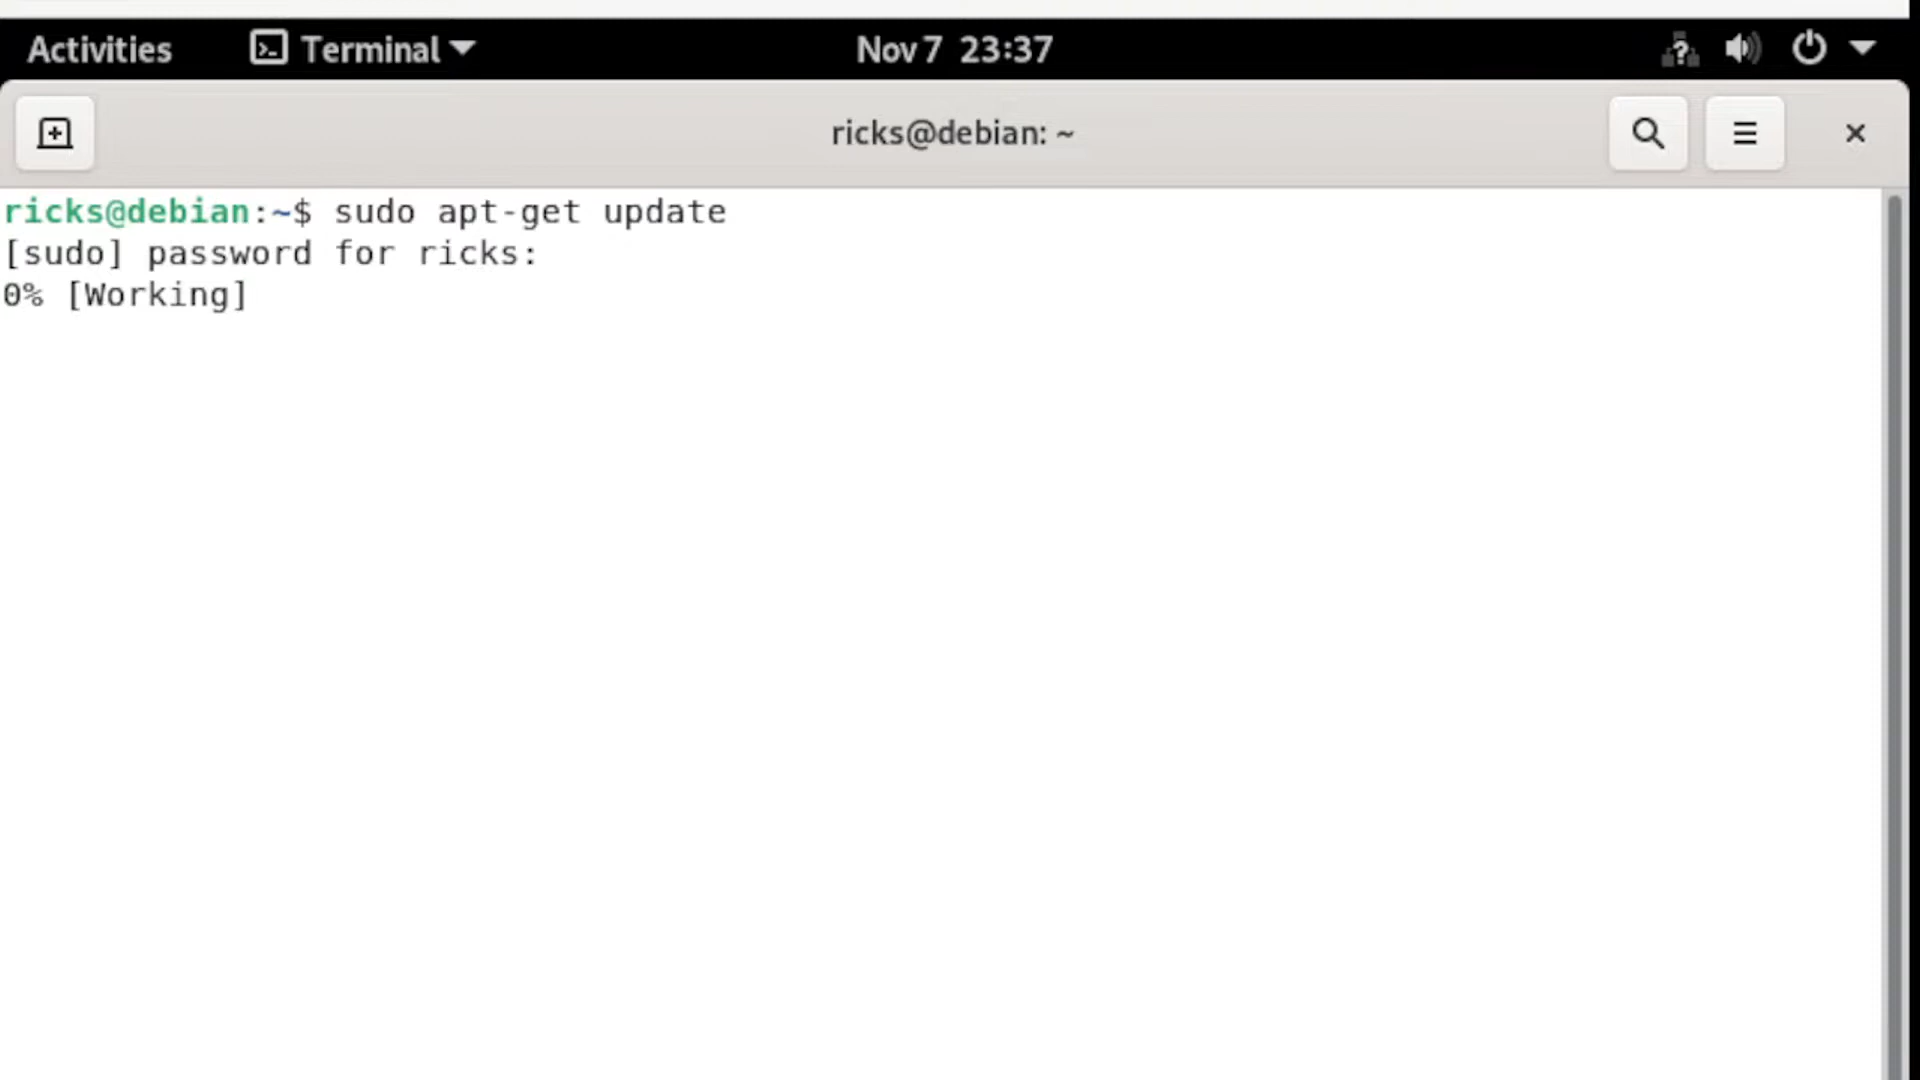 Activities Terminal Nov 7 23:37
ricks@debian: ~
ricks@debian:~$ sudo apt-get update
[sudo] password for ricks:
0% [Working]